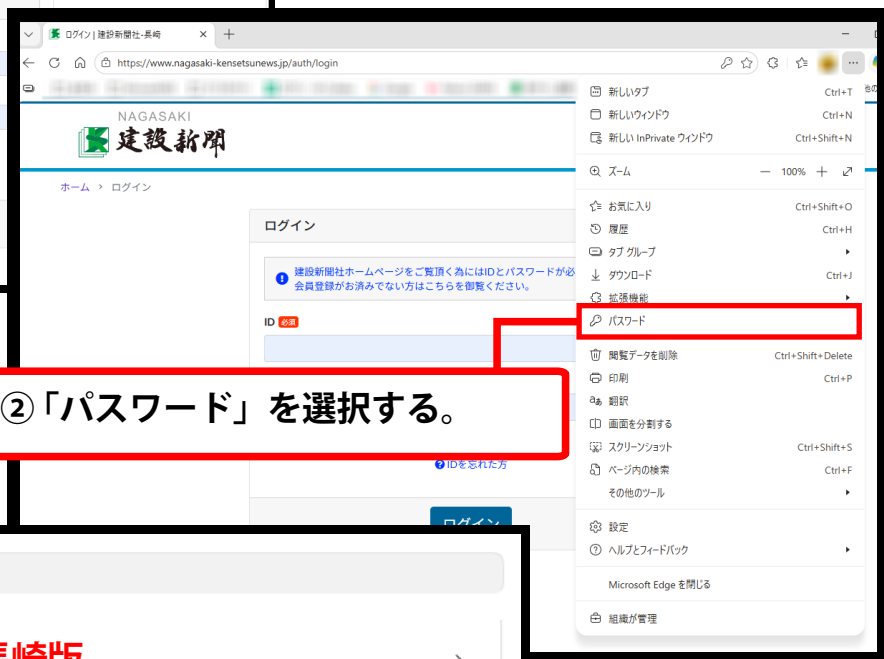 ログイン | 建設新聞社-長崎
https://www.nagasaki-kensetsunews.jp/auth/login
NAGASAKI
建設新聞
ホーム > ログイン
ログイン
建設新聞社ホームページをご覧頂く為にはIDとパスワードが必
会員登録がお済みでない方はこちらを御覧ください。
ID 必須
②「パスワード」を選択する。
IDを忘れた方
ログイン
新しいタブ Ctrl+T
新しいウィンドウ Ctrl+N
新しい InPrivate ウィンドウ Ctrl+Shift+N
ズーム — 100% +
お気に入り Ctrl+Shift+O
履歴 Ctrl+H
タブ グループ
ダウンロード Ctrl+J
拡張機能
パスワード
閲覧データを削除 Ctrl+Shift+Delete
印刷 Ctrl+P
翻訳
画面を分割する
スクリーンショット Ctrl+Shift+S
ページ内の検索 Ctrl+F
その他のツール
設定
ヘルプとフィードバック
Microsoft Edge を閉じる
組織が管理
長崎版